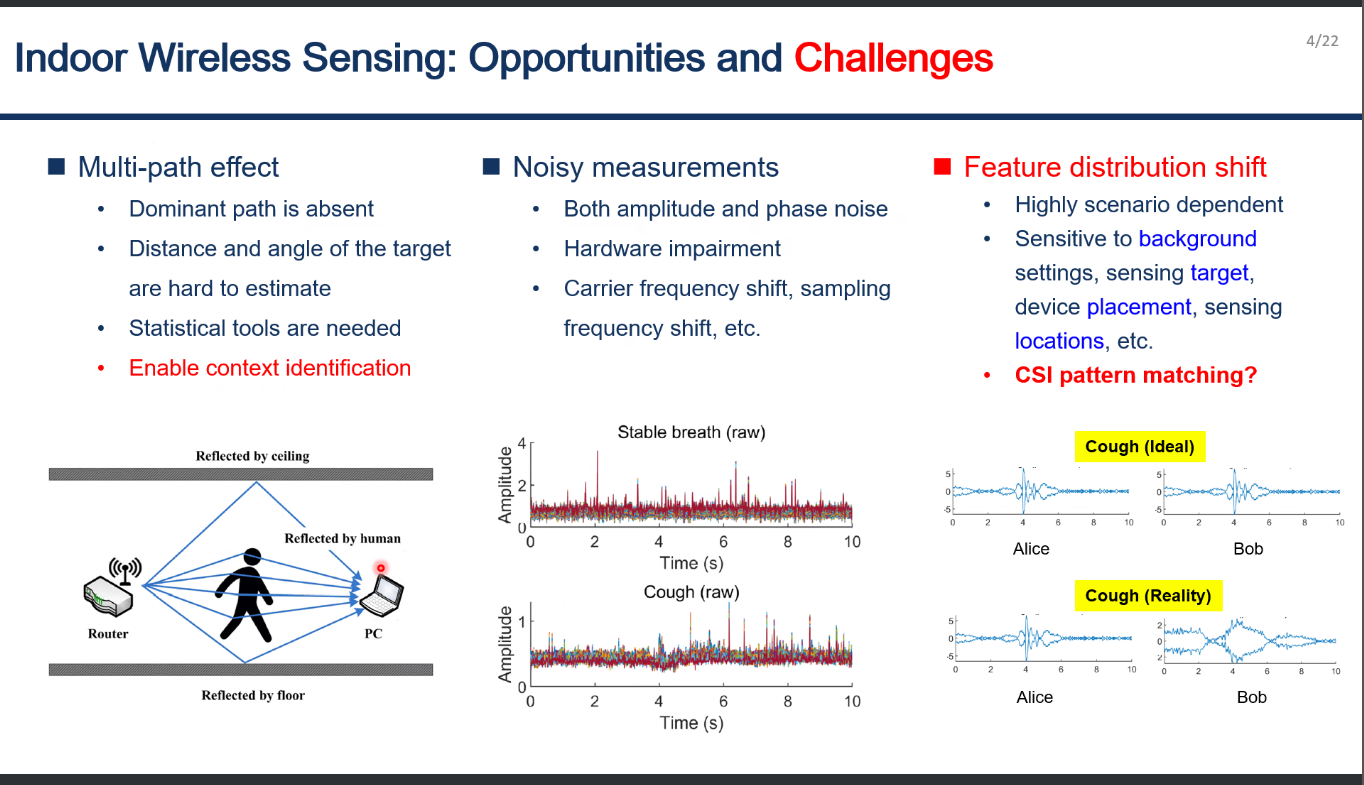 Indoor Wireless Sensing: Opportunities and Challenges
4/22
Multi-path effect
• Dominant path is absent
• Distance and angle of the target
are hard to estimate
• Statistical tools are needed
• Enable context identification
Reflected by ceiling
Reflected by human
Router
PC
Reflected by floor
Noisy measurements
• Both amplitude and phase noise
• Hardware impairment
• Carrier frequency shift, sampling
frequency shift, etc.
Stable breath (raw)
Amplitude
4
2
0
0 2 4 6 8 10
Time (s)
Cough (raw)
Amplitude
1
0
0 2 4 6 8 10
Time (s)
Feature distribution shift
• Highly scenario dependent
• Sensitive to background
settings, sensing target,
device placement, sensing
locations, etc.
• CSI pattern matching?
Cough (Ideal)
5
0
-5
0 2 4 6 8 10
Alice
5
0
-5
0 2 4 6 8 10
Bob
Cough (Reality)
5
0
-5
0 2 4 6 8 10
Alice
2
0
2
0 2 4 6 8 10
Bob